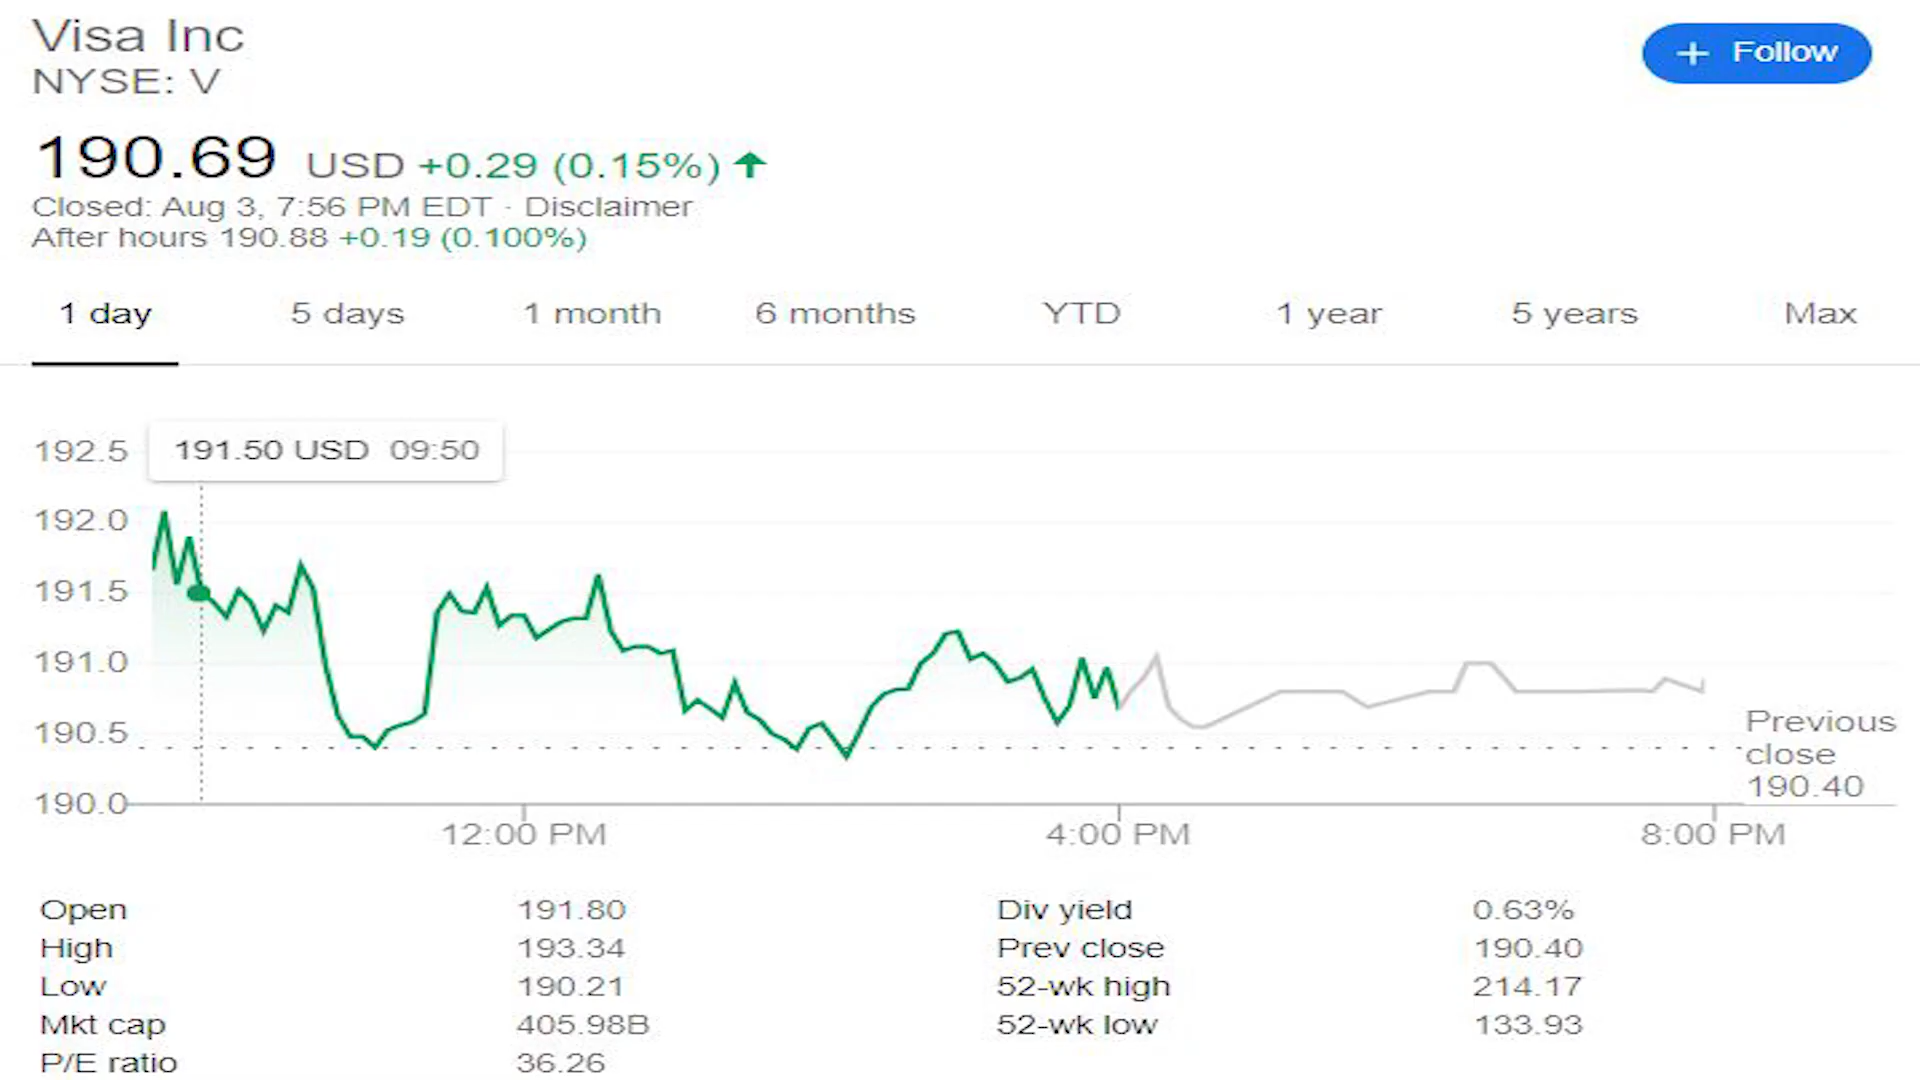 Visa Inc
+ Follow
NYSE: V
190.69 USD +0.29 (0.15%)
Closed: Aug 3, 7:56 PM EDT · Disclaimer
After hours 190.88 +0.19 (0.100%)
1 day 5 days 1 month 6 months YTD 1 year 5 years Max
192.5
191.50 USD 09:50
192.0
191.5
191.0
190.5
Previous
close
190.40
190.0
12:00 PM 4:00 PM 8:00 PM
Open 191.80 Div yield 0.63%
High 193.34 Prev close 190.40
Low 190.21 52-wk high 214.17
Mkt cap 405.98B 52-wk low 133.93
P/E ratio 36.26